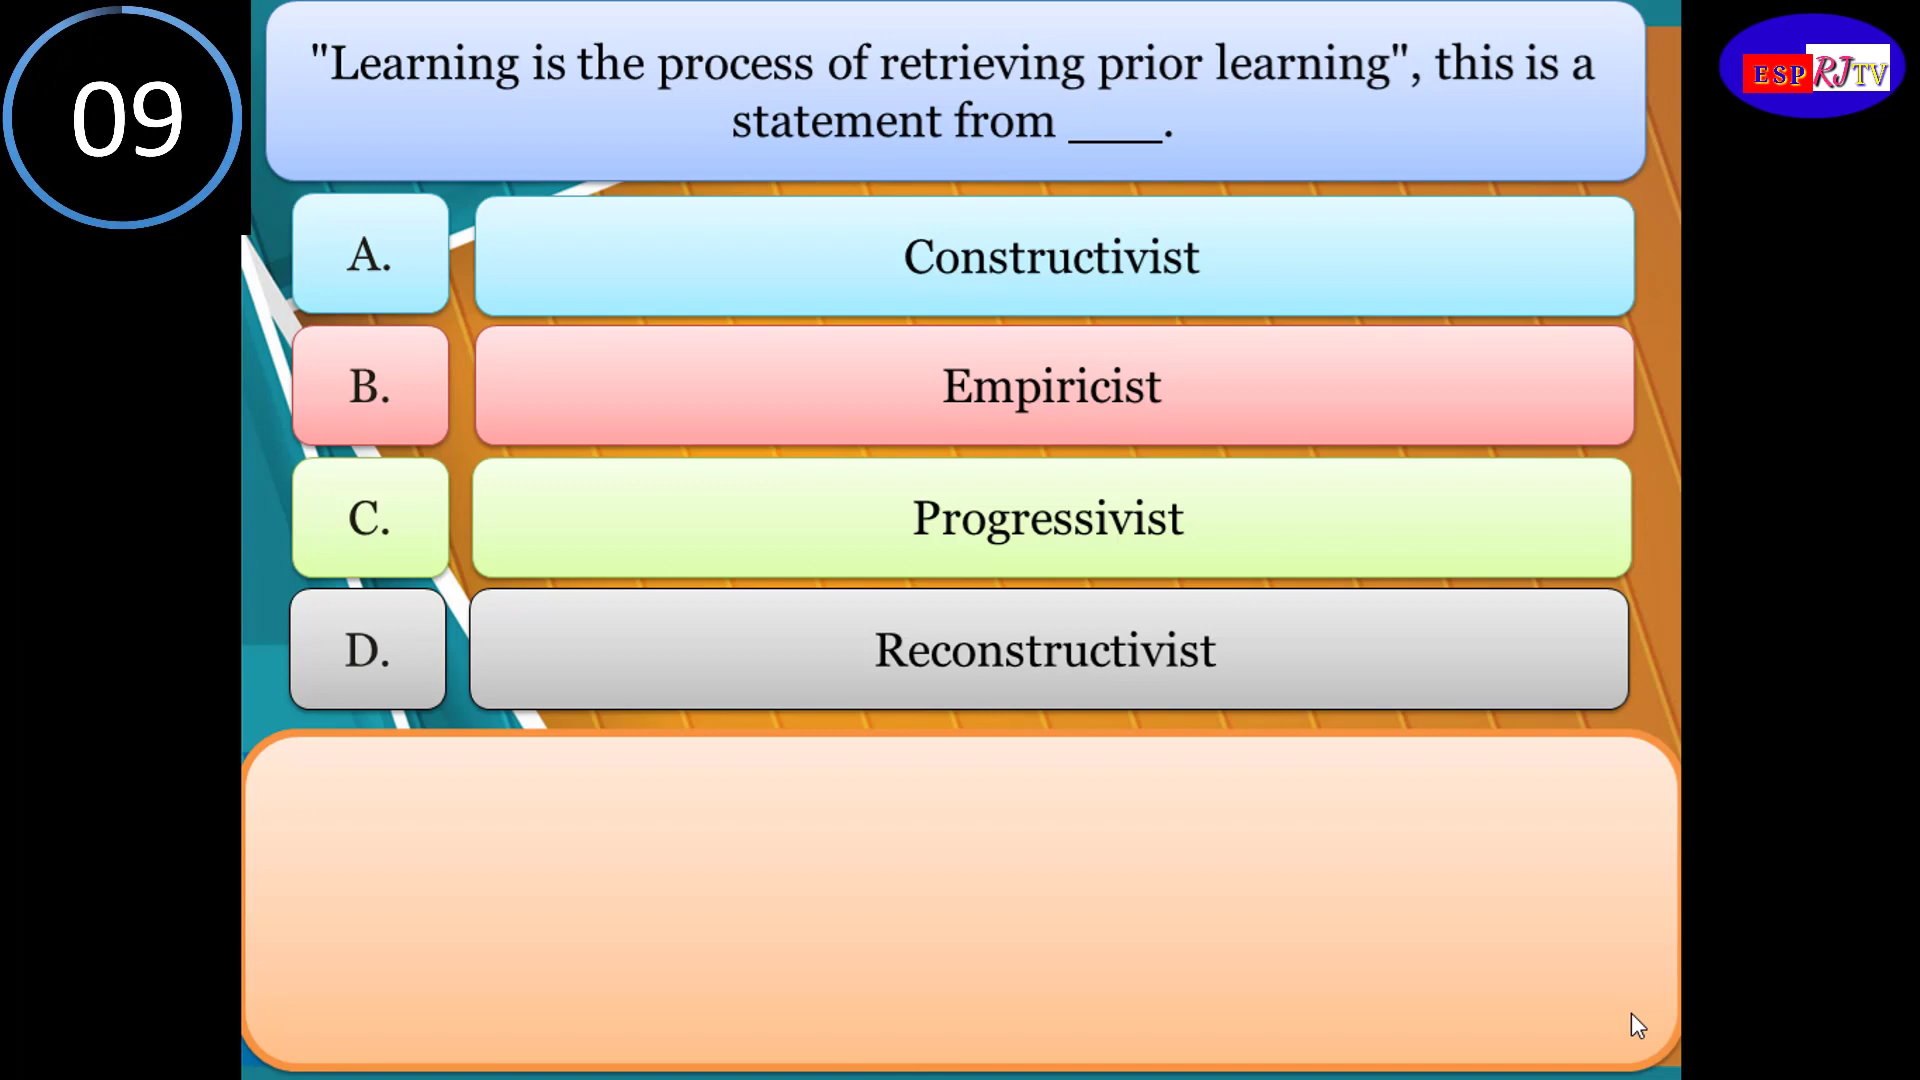 09
"Learning is the process of retrieving prior learning", this is a
statement from ____.
ESP RJ TV
A. Constructivist
B. Empiricist
C. Progressivist
D. Reconstructivist